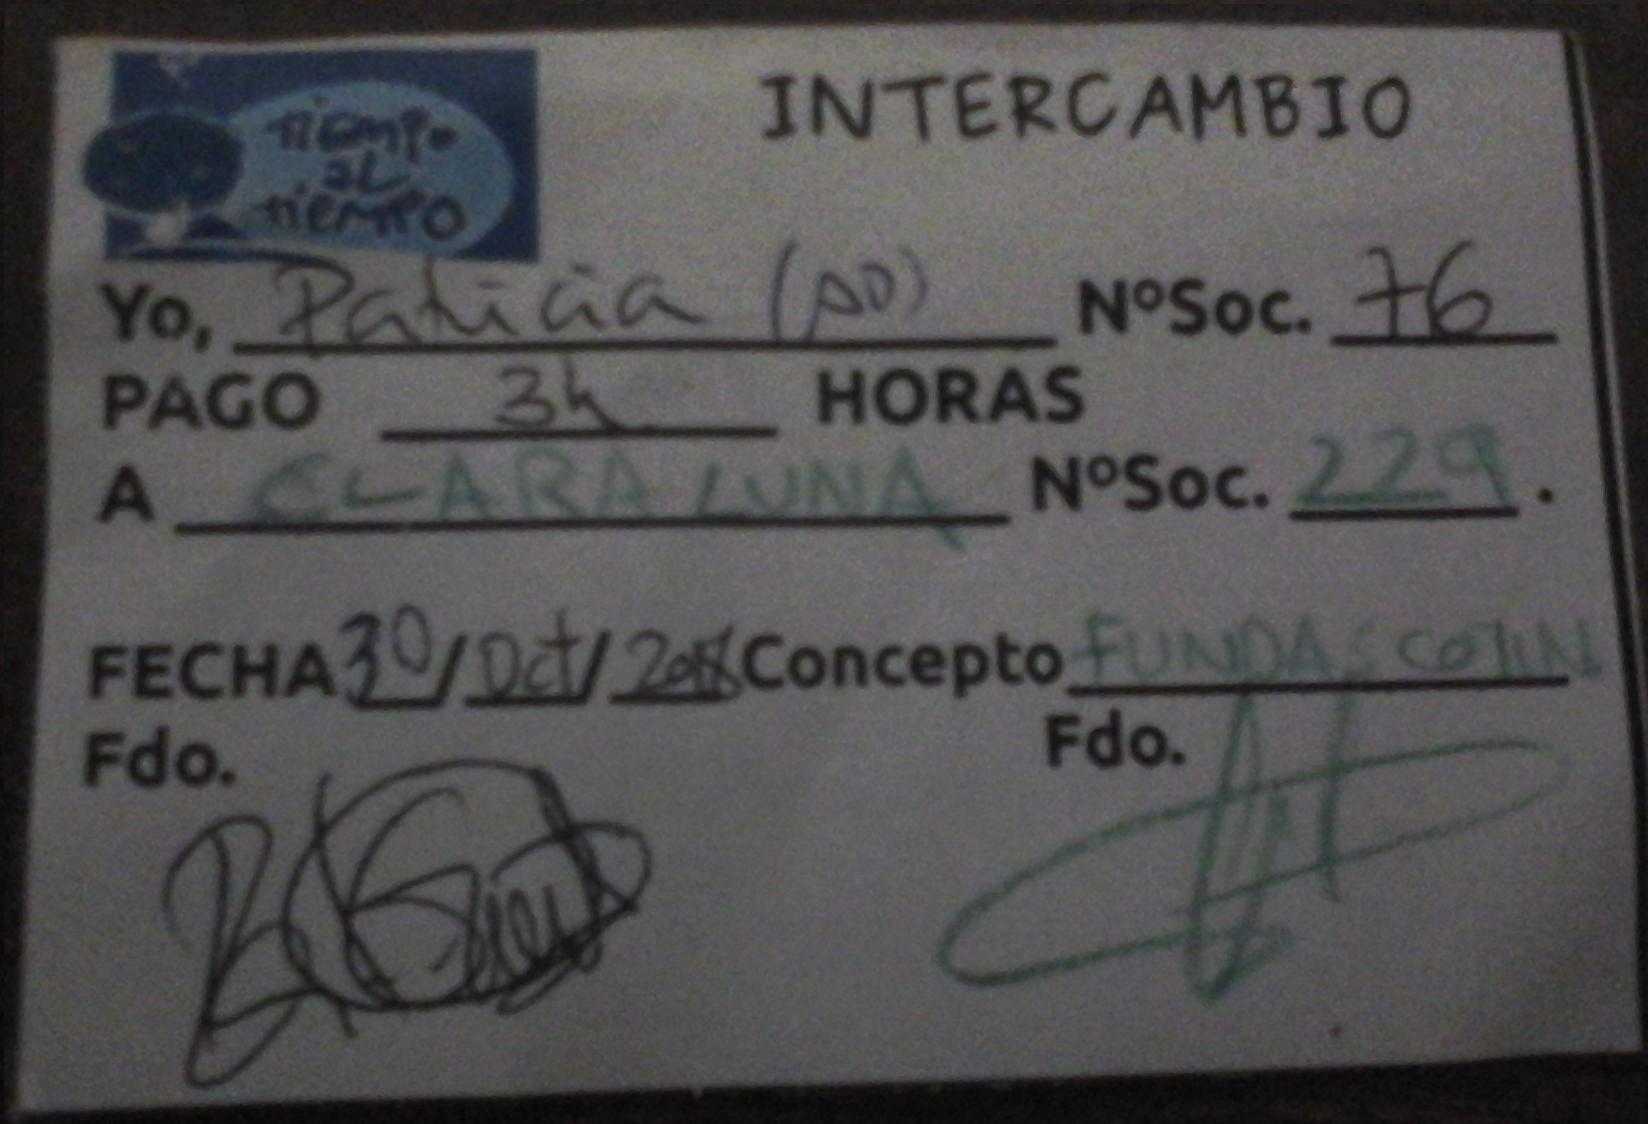 INTERCAMBIO
TIEMPO
AL
TIEMPO
Yo, Patricia (AD) NºSoc. 76
PAGO 3h HORAS
A CLARA LUNA NºSoc. 229.
FECHA 30/Oct/2018 Concepto FUNDAS COJIN
Fdo. Fdo.